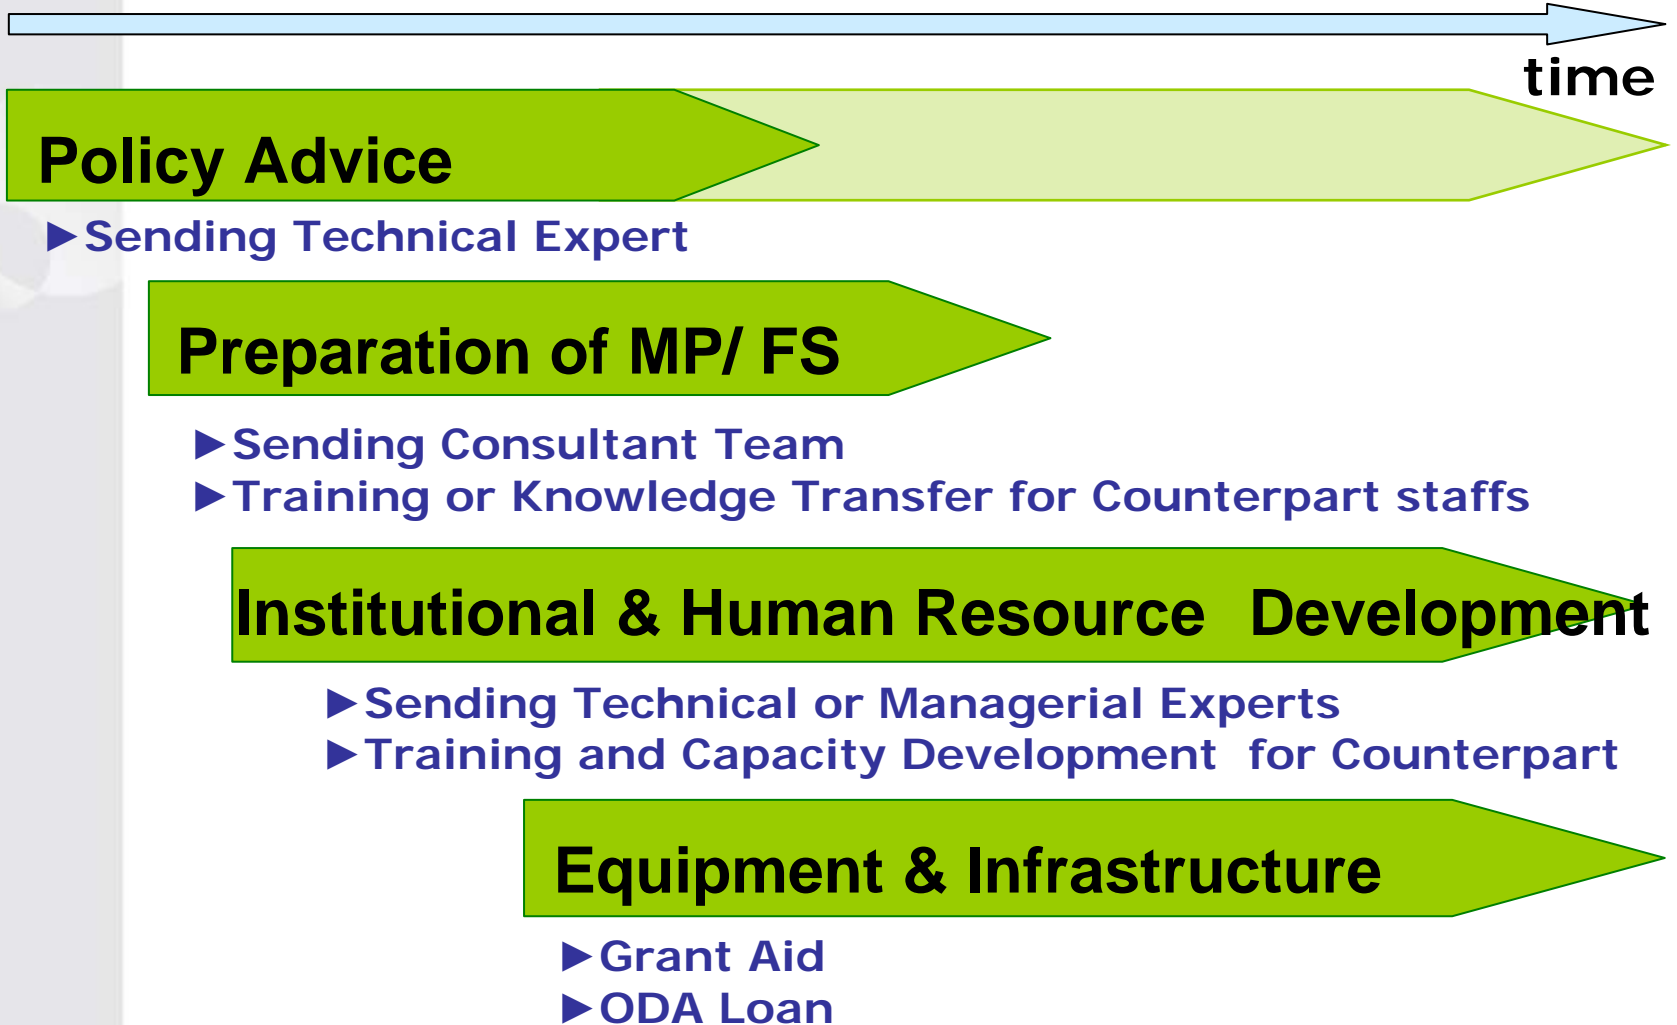 time
Policy Advice
►Sending Technical Expert
Preparation of MP/ FS
►Sending Consultant Team
►Training or Knowledge Transfer for Counterpart staffs
Institutional & Human Resource Development
►Sending Technical or Managerial Experts
►Training and Capacity Development for Counterpart
Equipment & Infrastructure
►Grant Aid
►ODA Loan